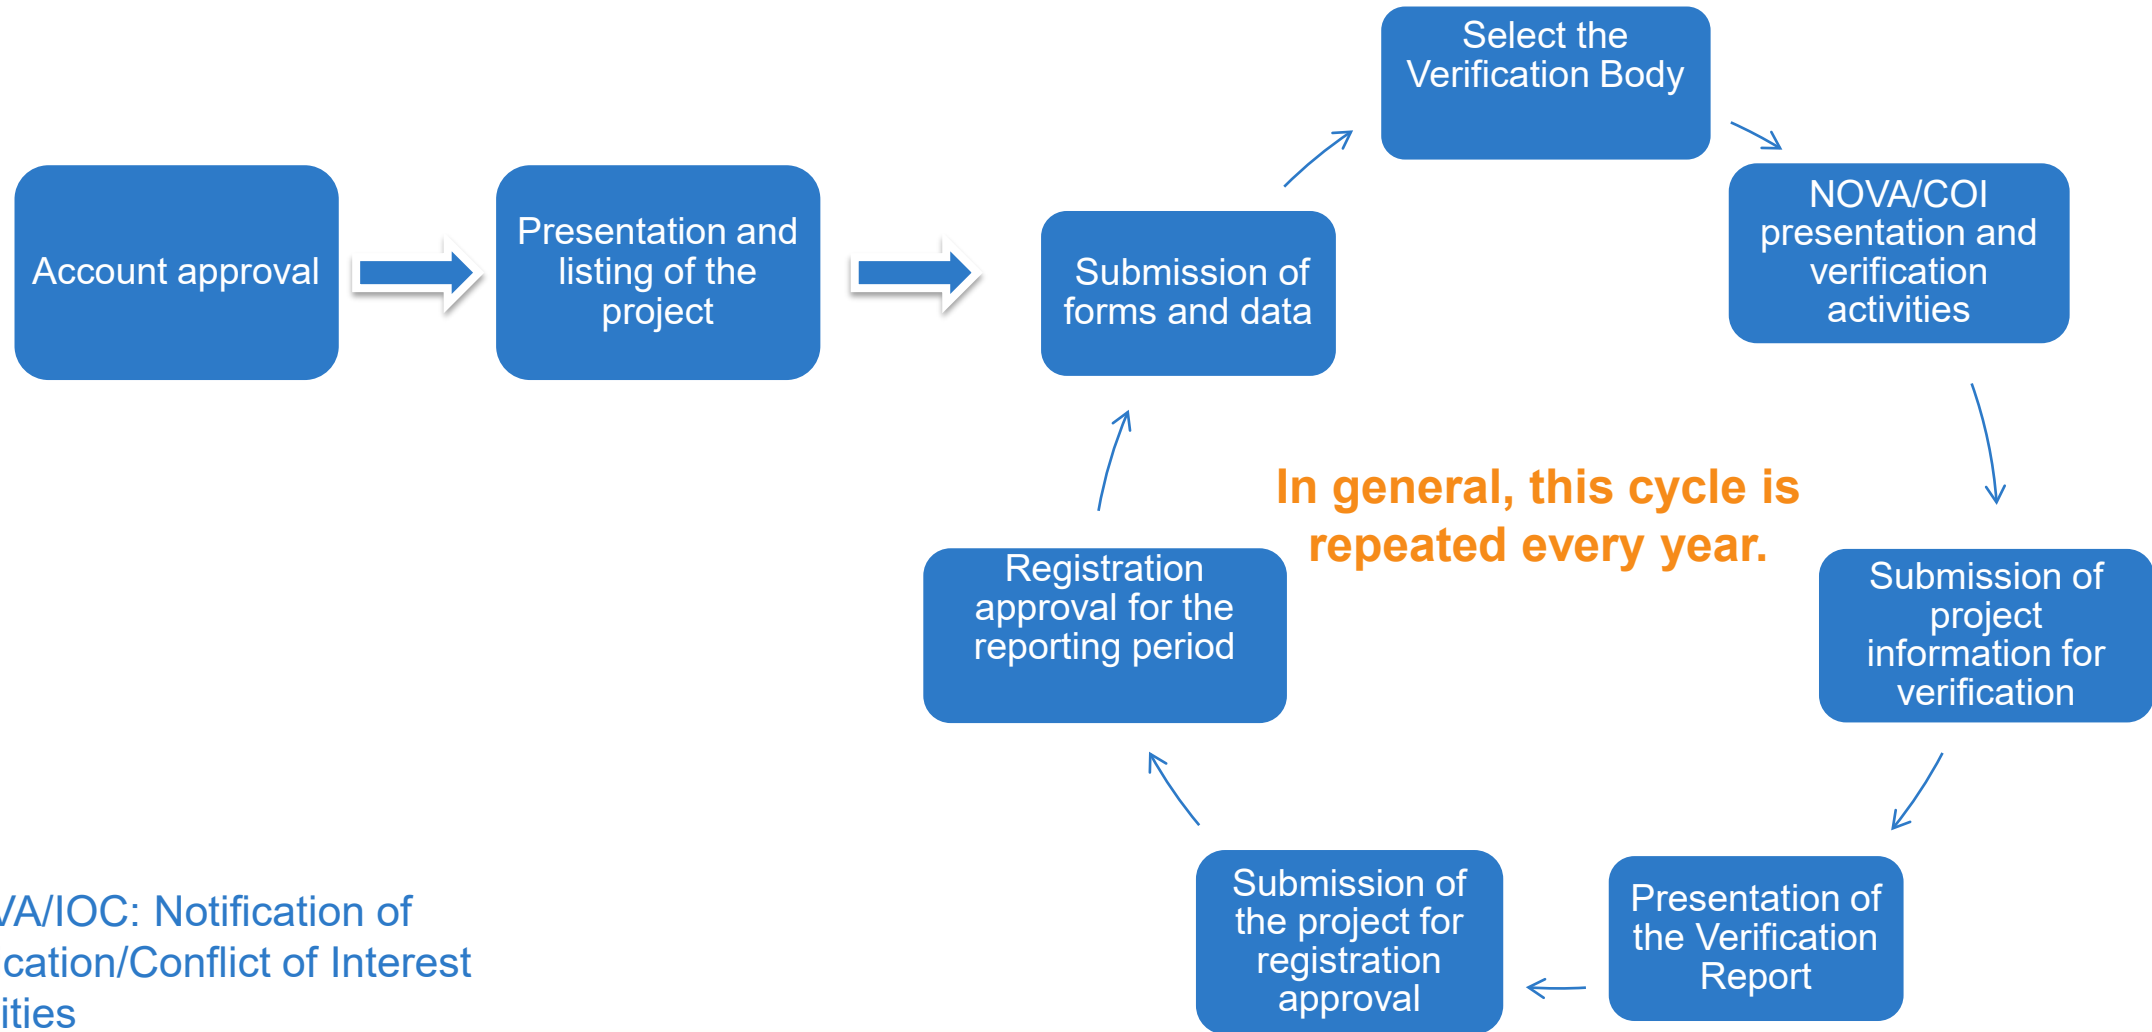 Account approval
Presentation and
listing of the
project
Submission of
forms and data
Select the
Verification Body
NOVA/COI
presentation and
verification
activities
Submission of
project
information for
verification
Presentation of
the Verification
Report
Submission of
the project for
registration
approval
Registration
approval for the
reporting period
In general, this cycle is
repeated every year.
VA/IOC: Notification of
ication/Conflict of Interest
ities